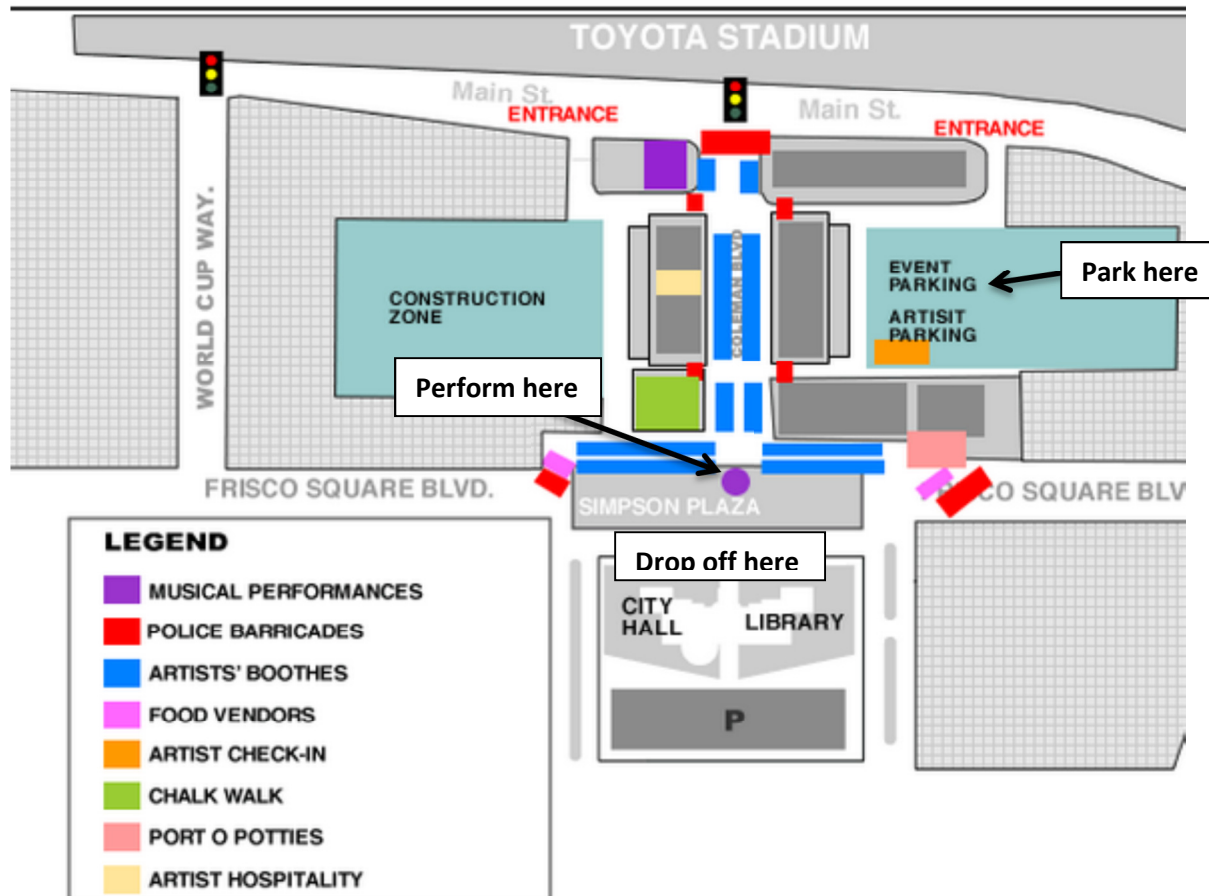 TOYOTA STADIUM
Main St.
Main St.
ENTRANCE
ENTRANCE
WORLD CUP WAY.
COLEMAN BLVD
CONSTRUCTION
ZONE
EVENT
PARKING
ARTISIT
PARKING
Park here
Perform here
FRISCO SQUARE BLVD.
CO SQUARE BLV
SIMPSON PLAZA
Drop off here
CITY
HALL
LIBRARY
P
LEGEND
MUSICAL PERFORMANCES
POLICE BARRICADES
ARTISTS' BOOTHES
FOOD VENDORS
ARTIST CHECK-IN
CHALK WALK
PORT O POTTIES
ARTIST HOSPITALITY